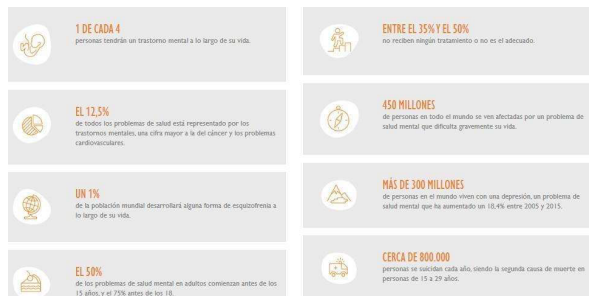 1 DE CADA 4
personas tendrán un trastorno mental a lo largo de su vida.
EL 12,5%
de todos los problemas de salud está representado por los
trastornos mentales, una cifra mayor a la del cáncer y los problemas
cardiovasculares.
UN 1%
de la población mundial desarrollará alguna forma de esquizofrenia a
lo largo de su vida.
EL 50%
de los problemas de salud mental en adultos comienzan antes de los
15 años, y el 75% antes de los 18.
ENTRE EL 35% Y EL 50%
no reciben ningún tratamiento o no es el adecuado.
450 MILLONES
de personas en todo el mundo se ven afectadas por un problema de
salud mental que dificulta gravemente su vida.
MÁS DE 300 MILLONES
de personas en el mundo viven con una depresión, un problema de
salud mental que ha aumentado un 18,4% entre 2005 y 2015.
CERCA DE 800.000
personas se suicidan cada año, siendo la segunda causa de muerte en
personas de 15 a 29 años.